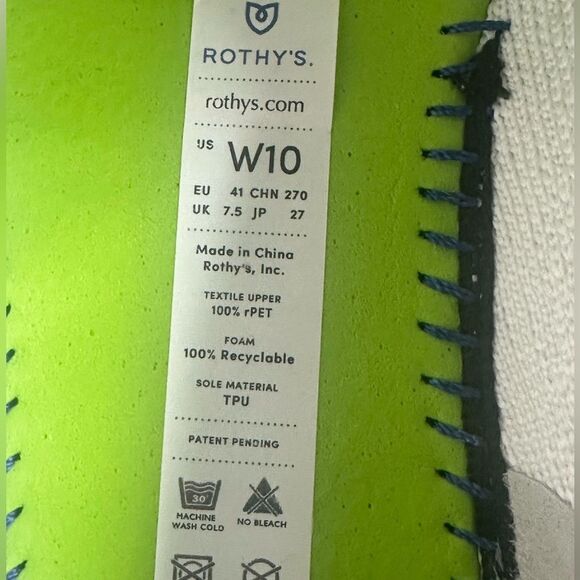 ROTHY'S.
rothys.com
US W10
EU 41 CHN 270
UK 7.5 JP 27
Made in China
Rothy's, Inc.
TEXTILE UPPER
100% rPET
FOAM
100% Recyclable
SOLE MATERIAL
TPU
PATENT PENDING
30°
MACHINE WASH COLD
NO BLEACH